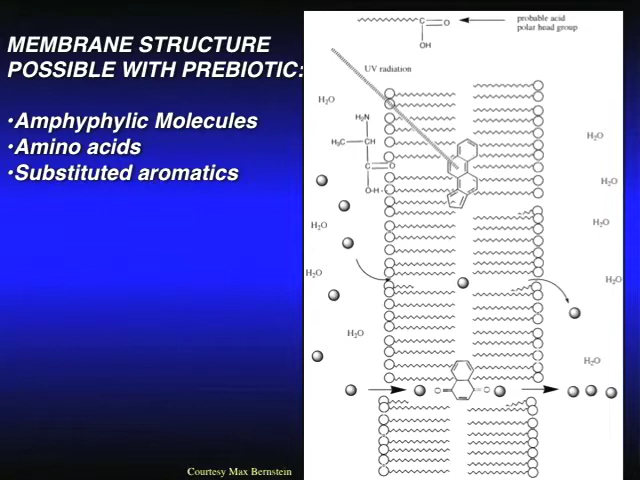 MEMBRANE STRUCTURE
POSSIBLE WITH PREBIOTIC:
•Amphyphylic Molecules
•Amino acids
•Substituted aromatics
Courtesy Max Bernstein
C
O
OH
probable acid
polar head group
UV radiation
H₂O
H₂N
H₃C
CH
C
O
O-H
H₂O
H₂O
H₂O
H₂O
H₂O
H₂O
H₂O
H₂O
H₂O
O
O